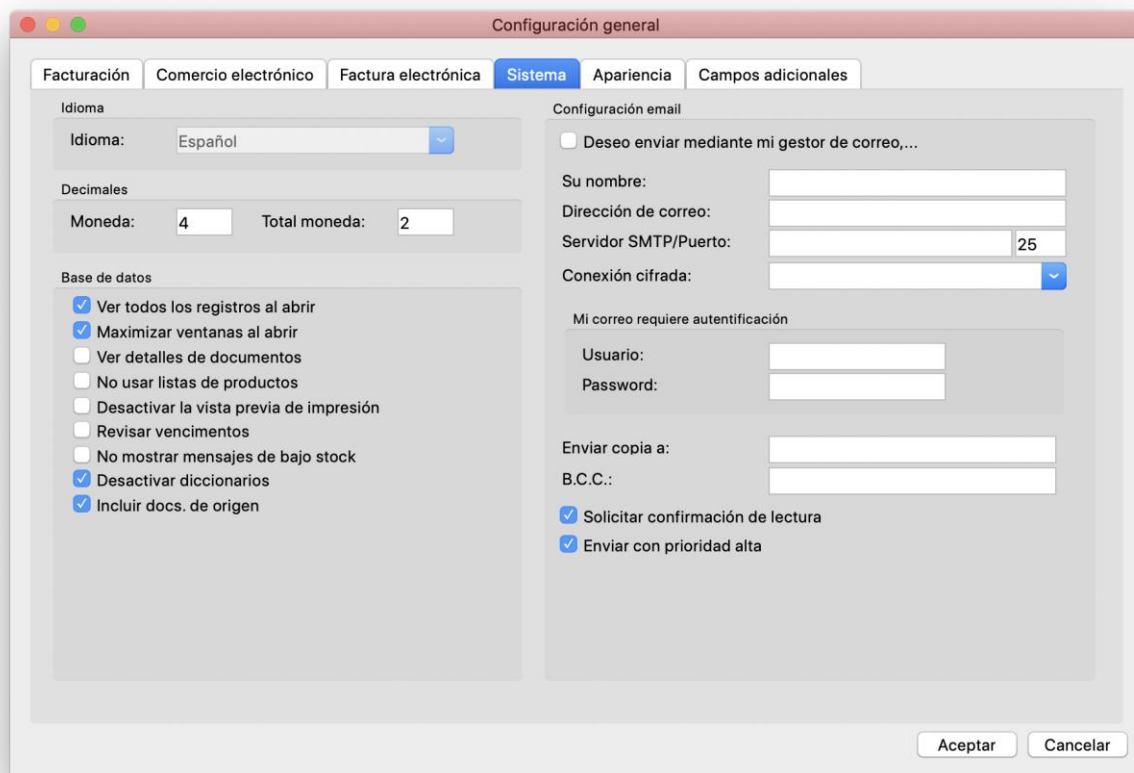 Configuración general
Facturación Comercio electrónico Factura electrónica Sistema Apariencia Campos adicionales
Idioma
Idioma: Español
Decimales
Moneda: 4 Total moneda: 2
Base de datos
Ver todos los registros al abrir
Maximizar ventanas al abrir
Ver detalles de documentos
No usar listas de productos
Desactivar la vista previa de impresión
Revisar vencimentos
No mostrar mensajes de bajo stock
Desactivar diccionarios
Incluir docs. de origen
Configuración email
Deseo enviar mediante mi gestor de correo,...
Su nombre:
Dirección de correo:
Servidor SMTP/Puerto: 25
Conexión cifrada:
Mi correo requiere autentificación
Usuario:
Password:
Enviar copia a:
B.C.C.:
Solicitar confirmación de lectura
Enviar con prioridad alta
Aceptar Cancelar